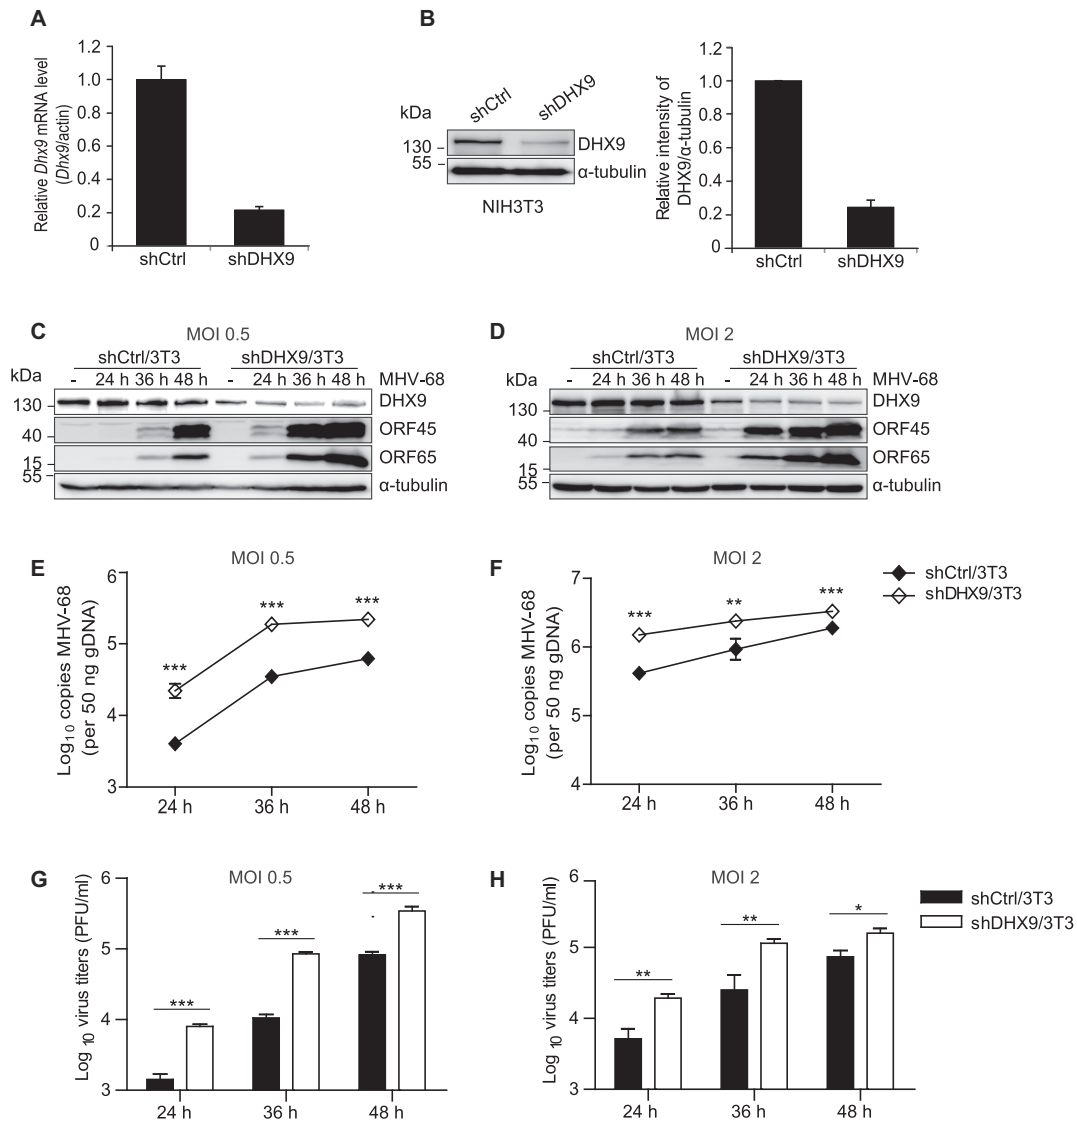 A
Relative Dhx9 mRNA level
(Dhx9/actin)
1.2
1.0
0.8
0.6
0.4
0.2
0
shCtrl
shDHX9
B
kDa
shCtrl
shDHX9
130
DHX9
55
α-tubulin
NIH3T3
Relative intensity of
DHX9/α-tubulin
1.2
1.0
0.8
0.6
0.4
0.2
0
shCtrl
shDHX9
C
MOI 0.5
shCtrl/3T3
shDHX9/3T3
kDa
- 24 h 36 h 48 h - 24 h 36 h 48 h MHV-68
130
DHX9
40
ORF45
15
ORF65
55
α-tubulin
D
MOI 2
shCtrl/3T3
shDHX9/3T3
kDa
- 24 h 36 h 48 h - 24 h 36 h 48 h MHV-68
130
DHX9
40
ORF45
15
ORF65
55
α-tubulin
E
MOI 0.5
Log10 copies MHV-68
(per 50 ng gDNA)
6
5
4
3
***
***
***
24 h
36 h
48 h
F
MOI 2
Log10 copies MHV-68
(per 50 ng gDNA)
7
6
5
4
***
**
***
24 h
36 h
48 h
shCtrl/3T3
shDHX9/3T3
G
MOI 0.5
Log 10 virus titers (PFU/ml)
6
5
4
3
***
***
***
24 h
36 h
48 h
H
MOI 2
Log 10 virus titers (PFU/ml)
6
5
4
3
**
**
*
24 h
36 h
48 h
shCtrl/3T3
shDHX9/3T3